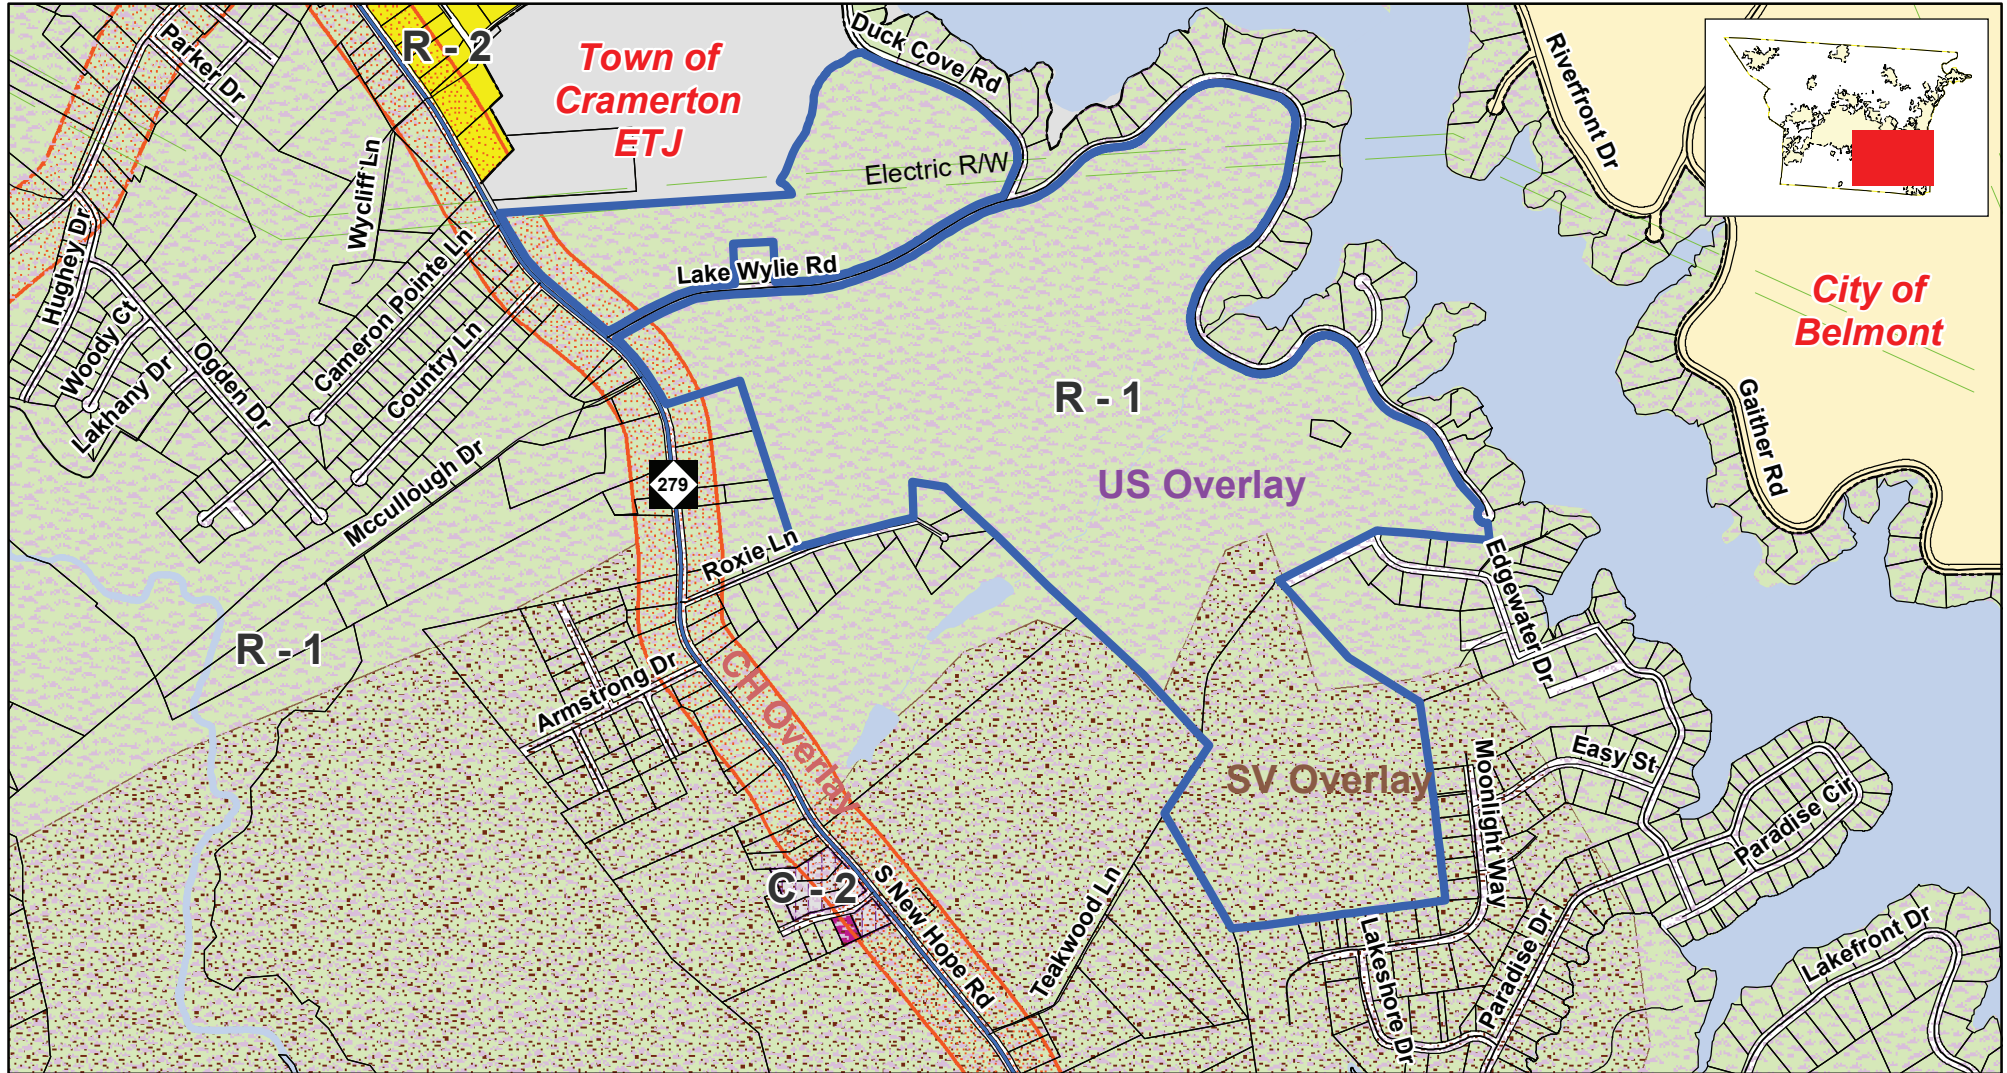 Parker Dr
R - 2
Town of
Cramerton
ETJ
Duck Cove Rd
Riverfront Dr
Electric R/W
Wycliff Ln
Hughey Dr
Woody Ct
Lakhany Dr
Ogden Dr
Cameron Pointe Ln
Country Ln
Mccullough Dr
Lake Wylie Rd
City of
Belmont
Gaither Rd
R - 1
US Overlay
279
Roxie Ln
Edgewater Dr
R - 1
Armstrong Dr
CH Overlay
SV Overlay
Moonlight Way
Easy St
Paradise Cir
C - 2
S New Hope Rd
Teakwood Ln
Lakeshore Dr
Paradise Dr
Lakefront Dr